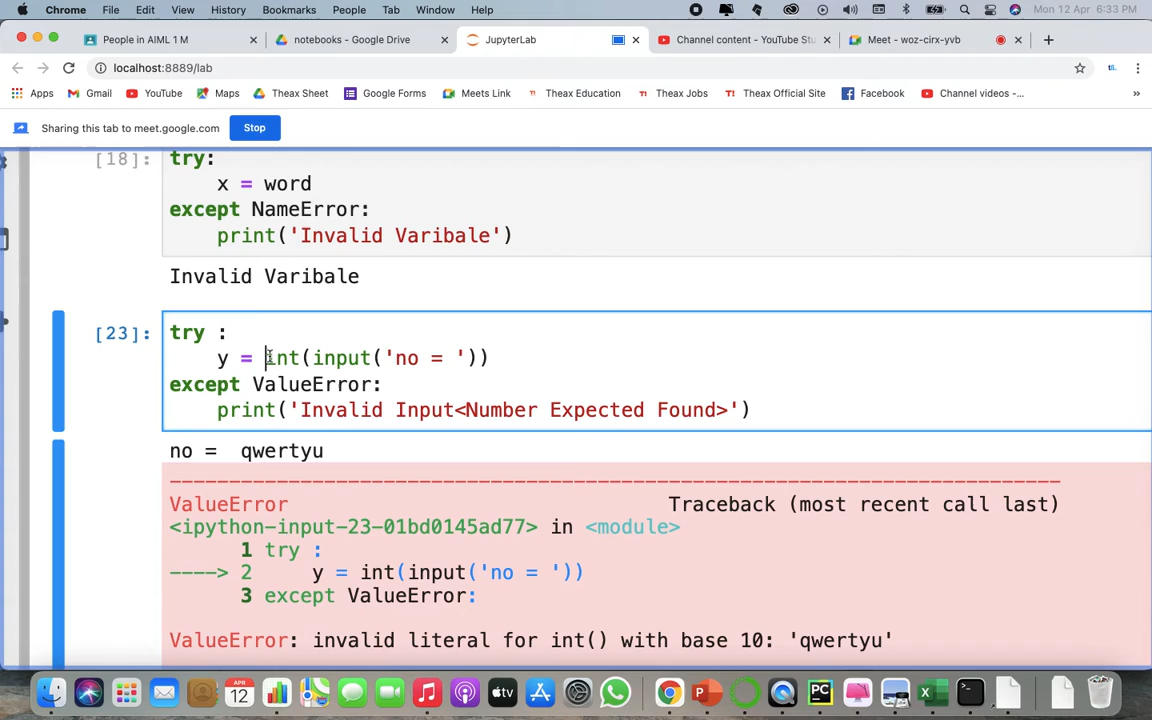 Chrome File Edit View History Bookmarks People Tab Window Help Mon 12 Apr 6:33 PM
People in AIML 1 M notebooks - Google Drive JupyterLab Channel content - YouTube Stu Meet - woz-cirx-yvb
localhost:8889/lab
Apps Gmail YouTube Maps Theax Sheet Google Forms Meets Link Theax Education Theax Jobs Theax Official Site Facebook Channel videos -... »
Sharing this tab to meet.google.com Stop
[18]: try:
x = word
except NameError:
print('Invalid Varibale')
Invalid Varibale
[23]: try :
y = int(input('no = '))
except ValueError:
print('Invalid Input<Number Expected Found>')
no = qwertyu
ValueError Traceback (most recent call last)
<ipython-input-23-01bd0145ad77> in <module>
1 try :
----> 2 y = int(input('no = '))
3 except ValueError:
ValueError: invalid literal for int() with base 10: 'qwertyu'
APR
12
tv
P
PC
X